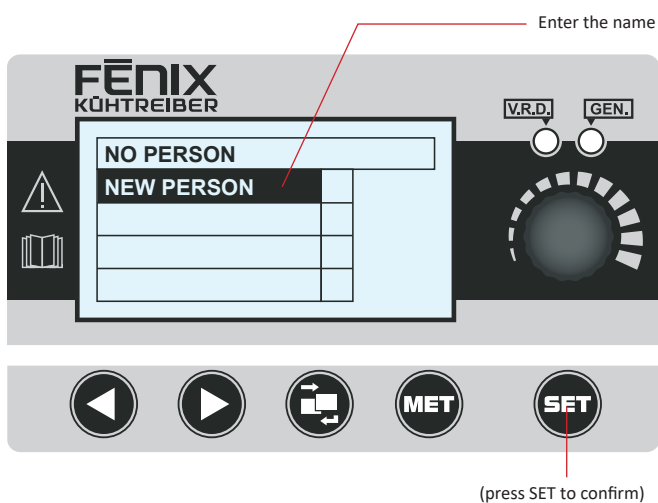 Enter the name
FĒNIX
KÜHTREIBER
V.R.D.
GEN.
NO PERSON
NEW PERSON
MET
SET
(press SET to confirm)